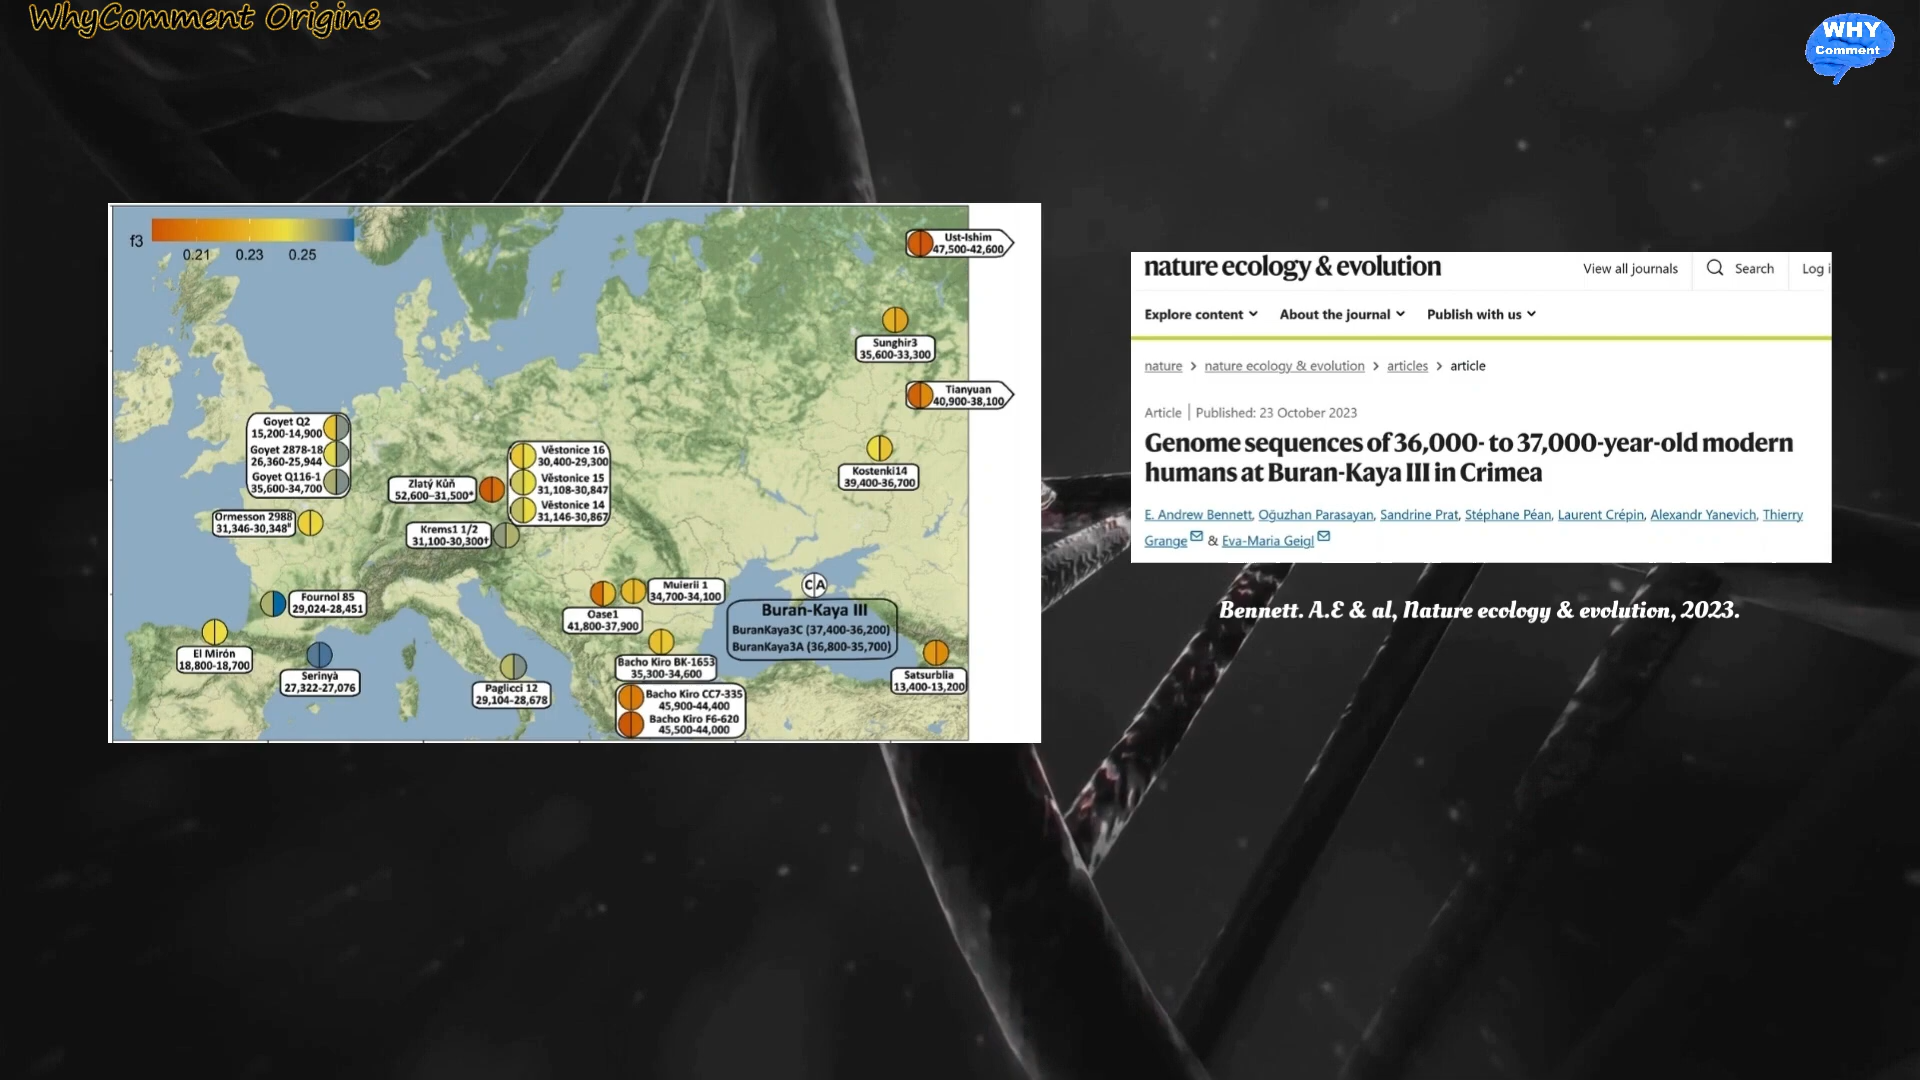 WhyComment Origine
WHY
Comment
f3
0.21 0.23 0.25
Ust-Ishim
47,500-42,600
Sunghir3
35,600-33,300
Tianyuan
40,900-38,100
Kostenki14
39,400-36,700
Goyet Q2
15,200-14,900
Goyet 2878-18
26,360-25,944
Goyet Q116-1
35,600-34,700
Věstonice 16
30,400-29,300
Věstonice 15
31,108-30,847
Věstonice 14
31,146-30,867
Zlatý Kůň
52,600–31,500*
Ormesson 2988
31,346-30,348"
Krems1 1/2
31,100-30,300†
Fournol 85
29,024-28,451
Muierii 1
34,700-34,100
Oase1
41,800-37,900
CA
Buran-Kaya III
BuranKaya3C (37,400-36,200)
BuranKaya3A (36,800-35,700)
El Mirón
18,800-18,700
Serinyà
27,322-27,076
Paglicci 12
29,104-28,678
Bacho Kiro BK-1653
35,300-34,600
Bacho Kiro CC7-335
45,900-44,400
Bacho Kiro F6-620
45,500-44,000
Satsurblia
13,400-13,200
nature ecology & evolution
View all journals Search Log i
Explore content About the journal Publish with us
nature > nature ecology & evolution > articles > article
Article | Published: 23 October 2023
Genome sequences of 36,000- to 37,000-year-old modern
humans at Buran-Kaya III in Crimea
E. Andrew Bennett, Oğuzhan Parasayan, Sandrine Prat, Stéphane Péan, Laurent Crépin, Alexandr Yanevich, Thierry
Grange & Eva-Maria Geigl
Bennett. A.E & al, Nature ecology & evolution, 2023.